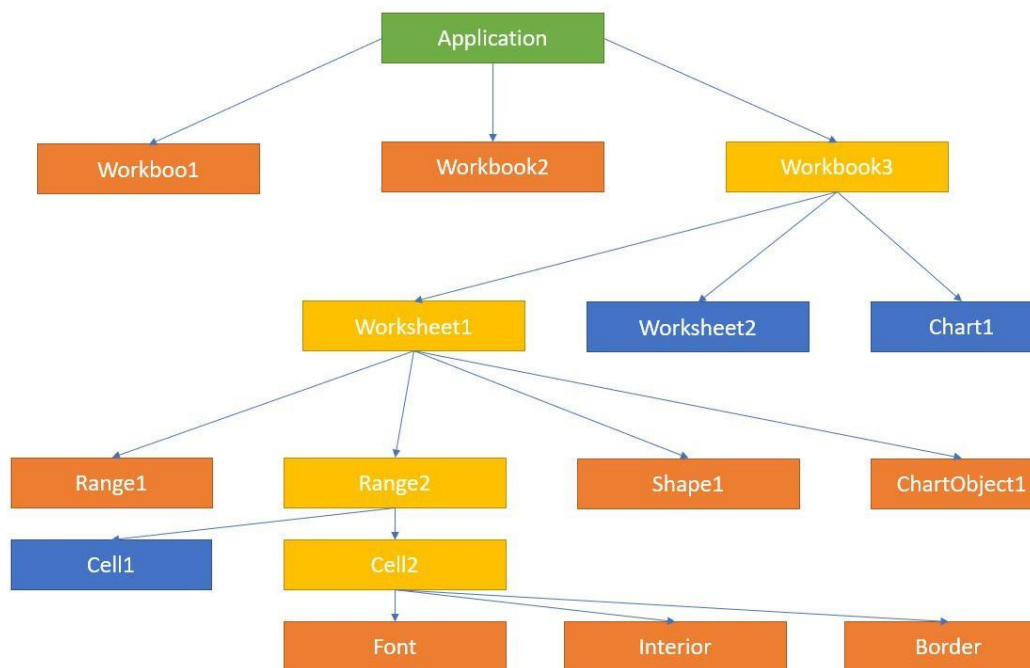 Application
Workboo1
Workbook2
Workbook3
Worksheet1
Worksheet2
Chart1
Range1
Range2
Shape1
ChartObject1
Cell1
Cell2
Font
Interior
Border